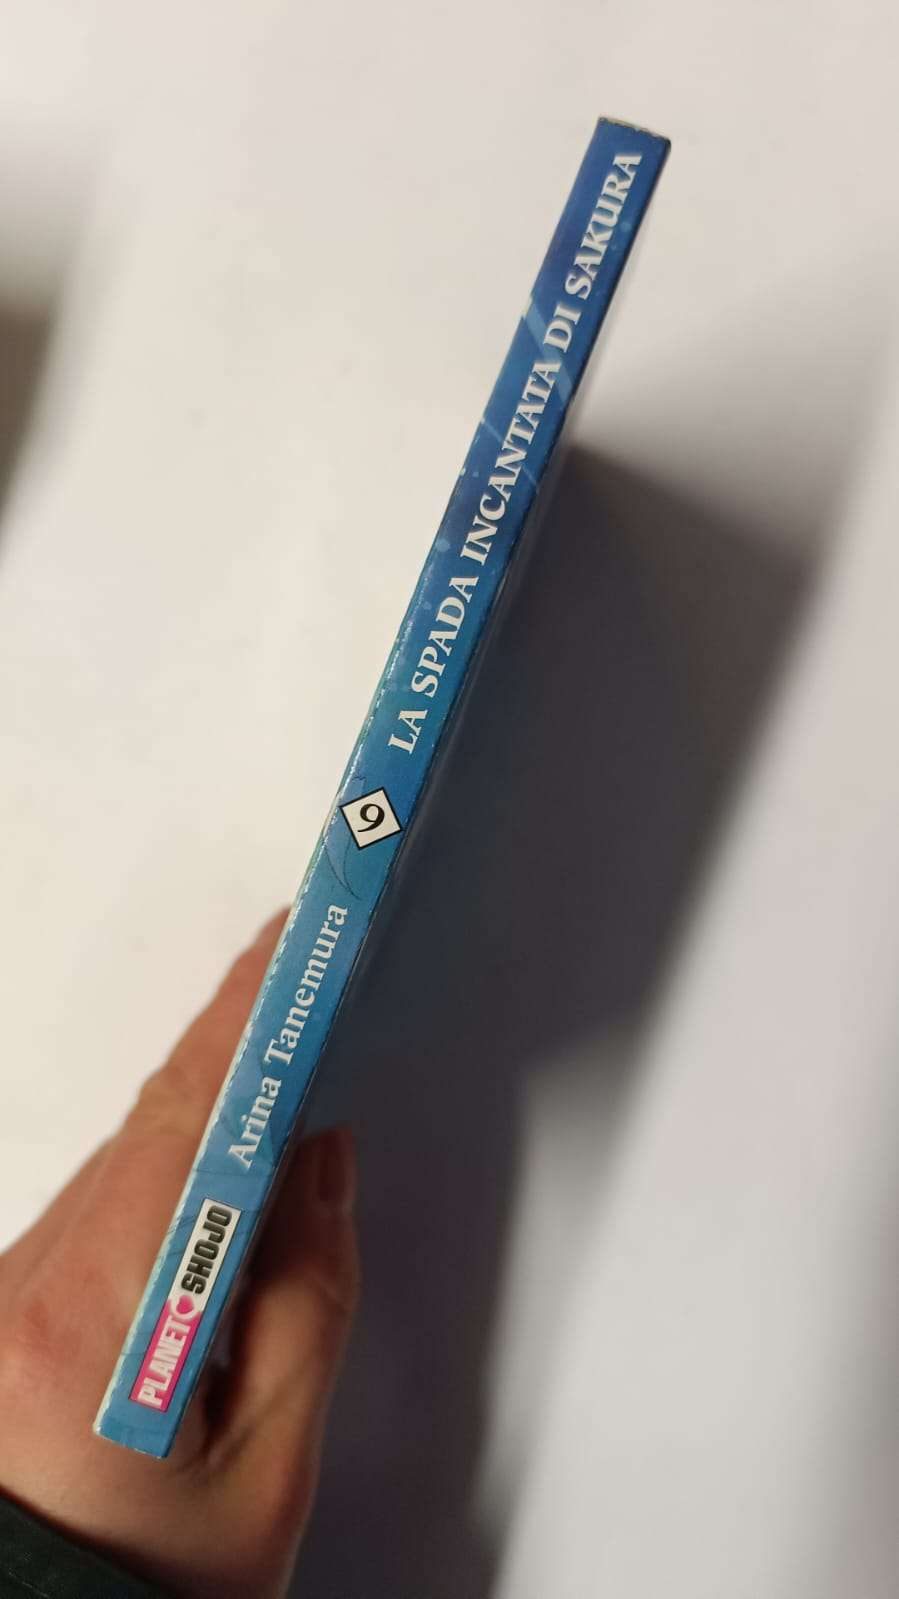 LA SPADA INCANTATA DI SAKURA
9
Arina Tanemura
PLANET SHOJO